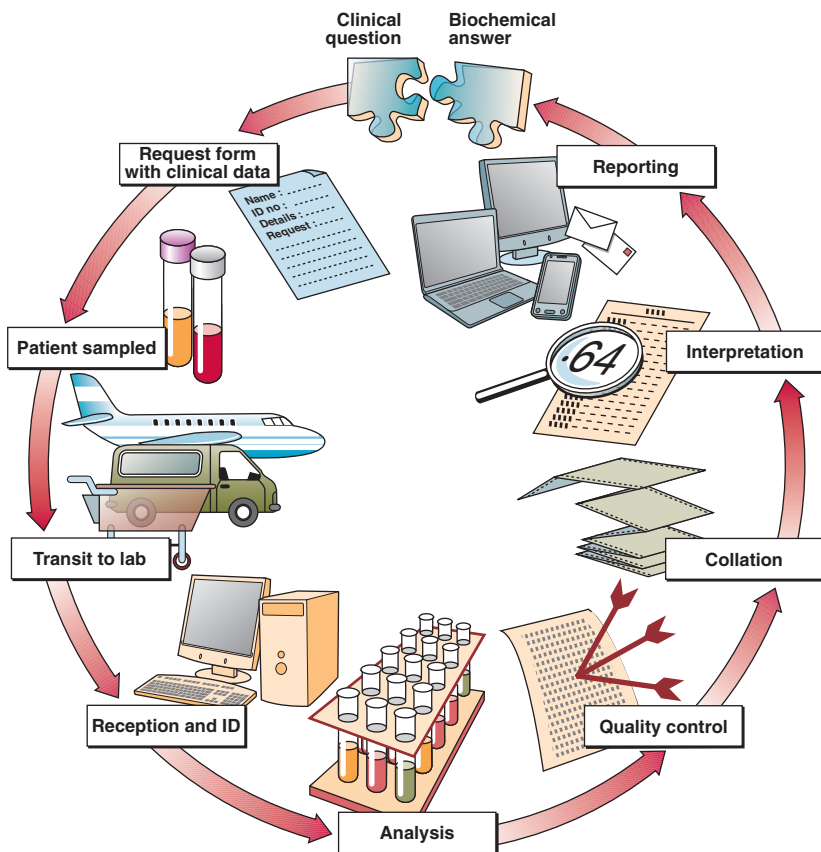 Clinical
question
Biochemical
answer
Request form
with clinical data
Name :
ID no :
Details :
Request :
Patient sampled
Transit to lab
Reception and ID
Analysis
Quality control
Collation
.64
Interpretation
Reporting